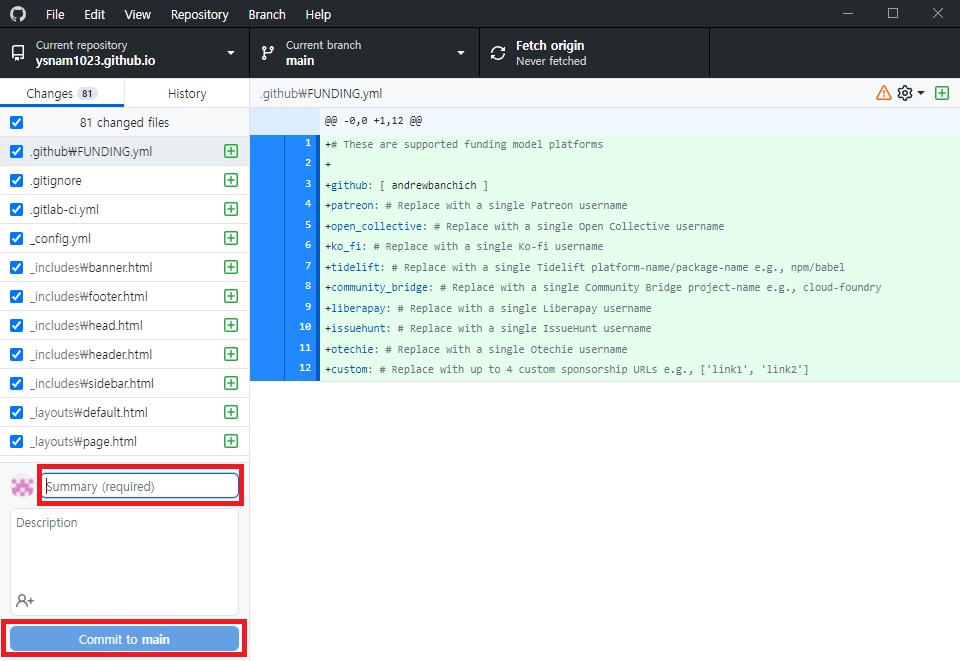 File Edit View Repository Branch Help
Current repository
ysnam1023.github.io
Current branch
main
Fetch origin
Never fetched
Changes 81
History
81 changed files
.github₩FUNDING.yml
.gitignore
.gitlab-ci.yml
_config.yml
_includes₩banner.html
_includes₩footer.html
_includes₩head.html
_includes₩header.html
_includes₩sidebar.html
_layouts₩default.html
_layouts₩page.html
Summary (required)
Description
Commit to main
.github₩FUNDING.yml
@@ -0,0 +1,12 @@
1 +# These are supported funding model platforms
2 +
3 +github: [ andrewbanchich ]
4 +patreon: # Replace with a single Patreon username
5 +open_collective: # Replace with a single Open Collective username
6 +ko_fi: # Replace with a single Ko-fi username
7 +tidelift: # Replace with a single Tidelift platform-name/package-name e.g., npm/babel
8 +community_bridge: # Replace with a single Community Bridge project-name e.g., cloud-foundry
9 +liberapay: # Replace with a single Liberapay username
10 +issuehunt: # Replace with a single IssueHunt username
11 +otechie: # Replace with a single Otechie username
12 +custom: # Replace with up to 4 custom sponsorship URLs e.g., ['link1', 'link2']